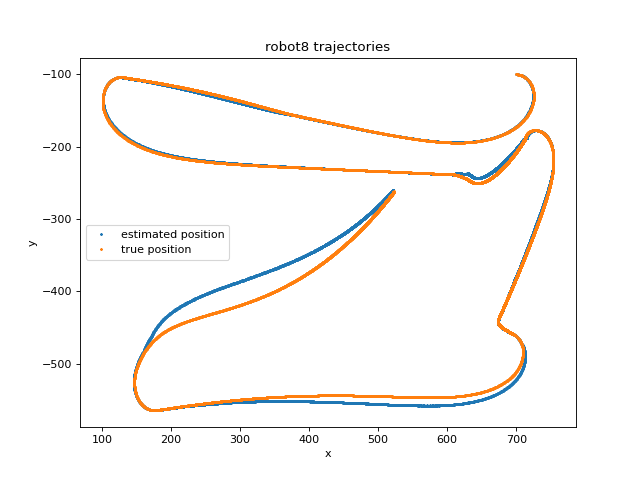 robot8 trajectories
−100
−200
−300
−400
−500
y
estimated position
true position
100 200 300 400 500 600 700
x